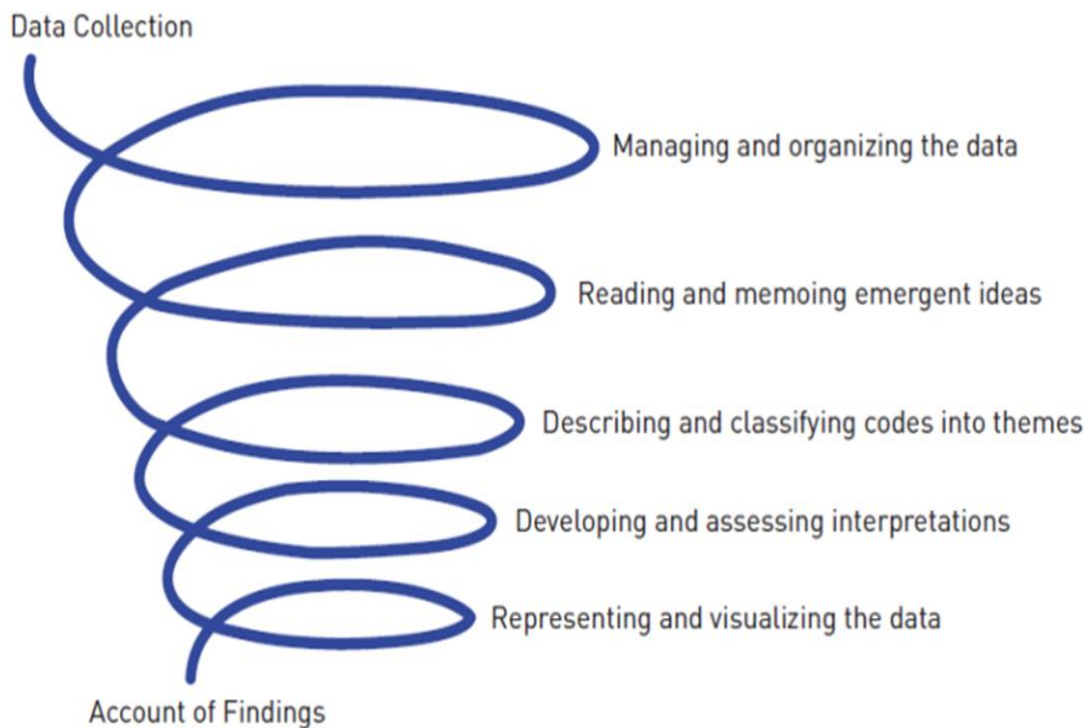 Data Collection
Managing and organizing the data
Reading and memoing emergent ideas
Describing and classifying codes into themes
Developing and assessing interpretations
Representing and visualizing the data
Account of Findings